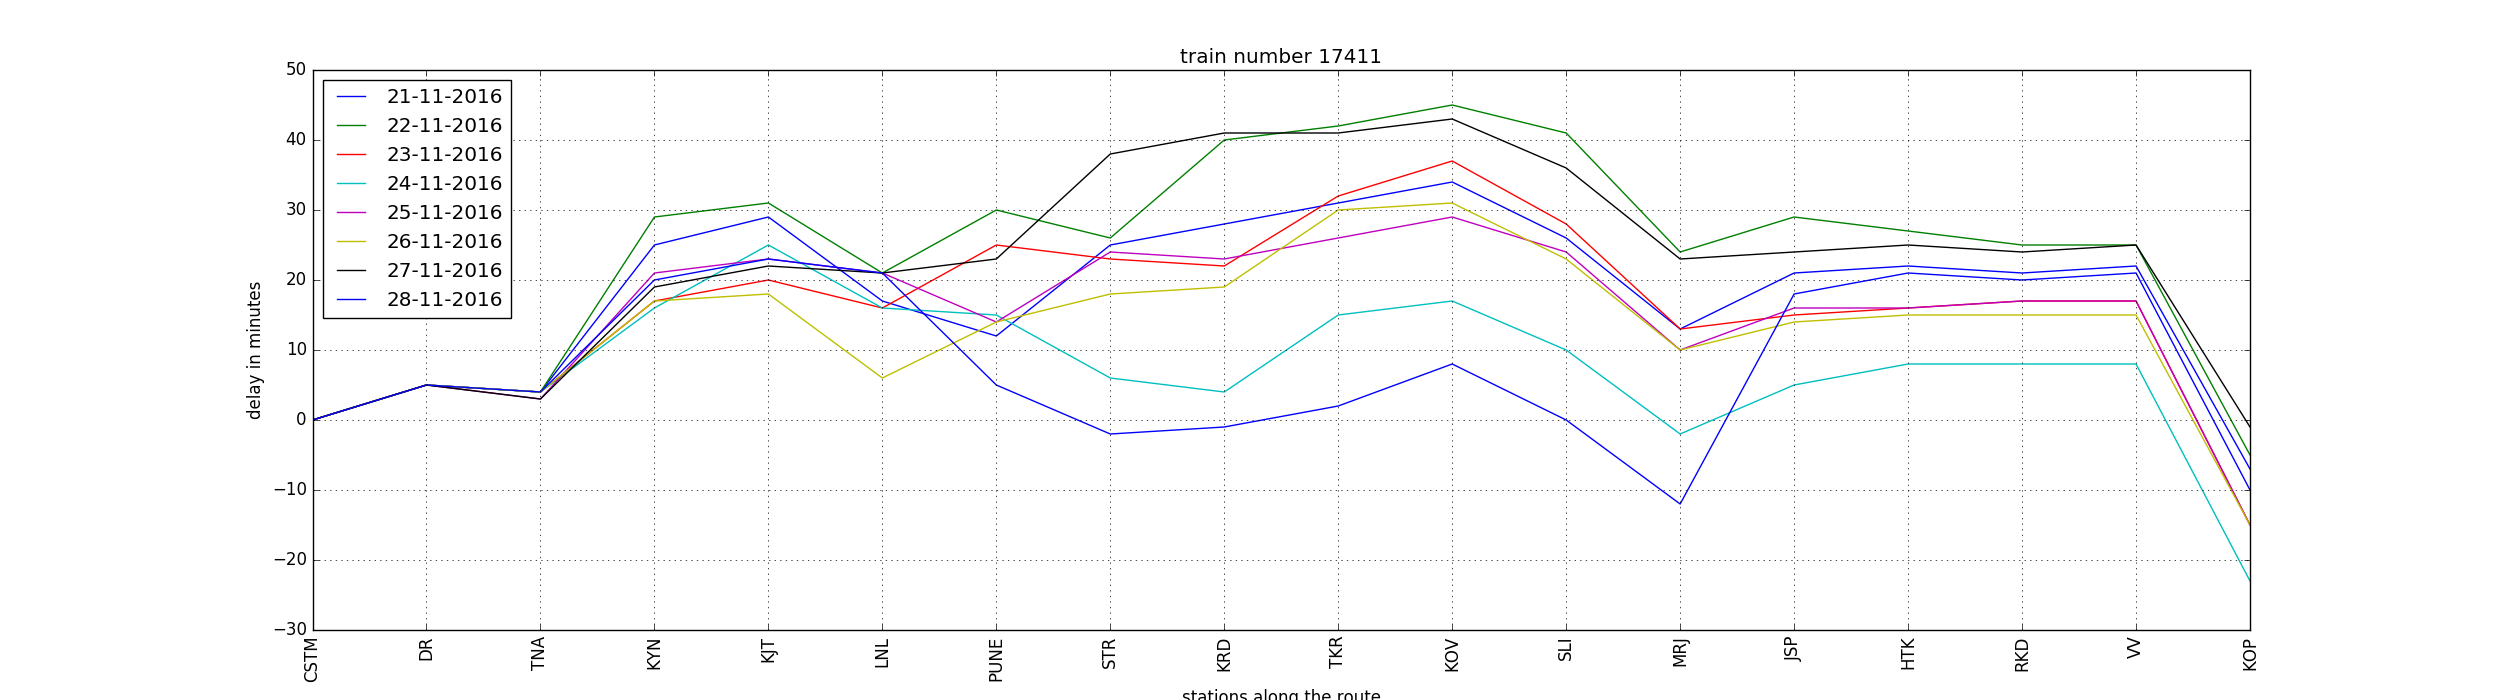 train number 17411
50
40
30
20
10
0
−10
−20
−30
delay in minutes
21-11-2016
22-11-2016
23-11-2016
24-11-2016
25-11-2016
26-11-2016
27-11-2016
28-11-2016
CSTM
DR
TNA
KYN
KJT
LNL
PUNE
STR
KRD
TKR
KOV
SLI
MRJ
JSP
HTK
RKD
VV
KOP
stations along the route